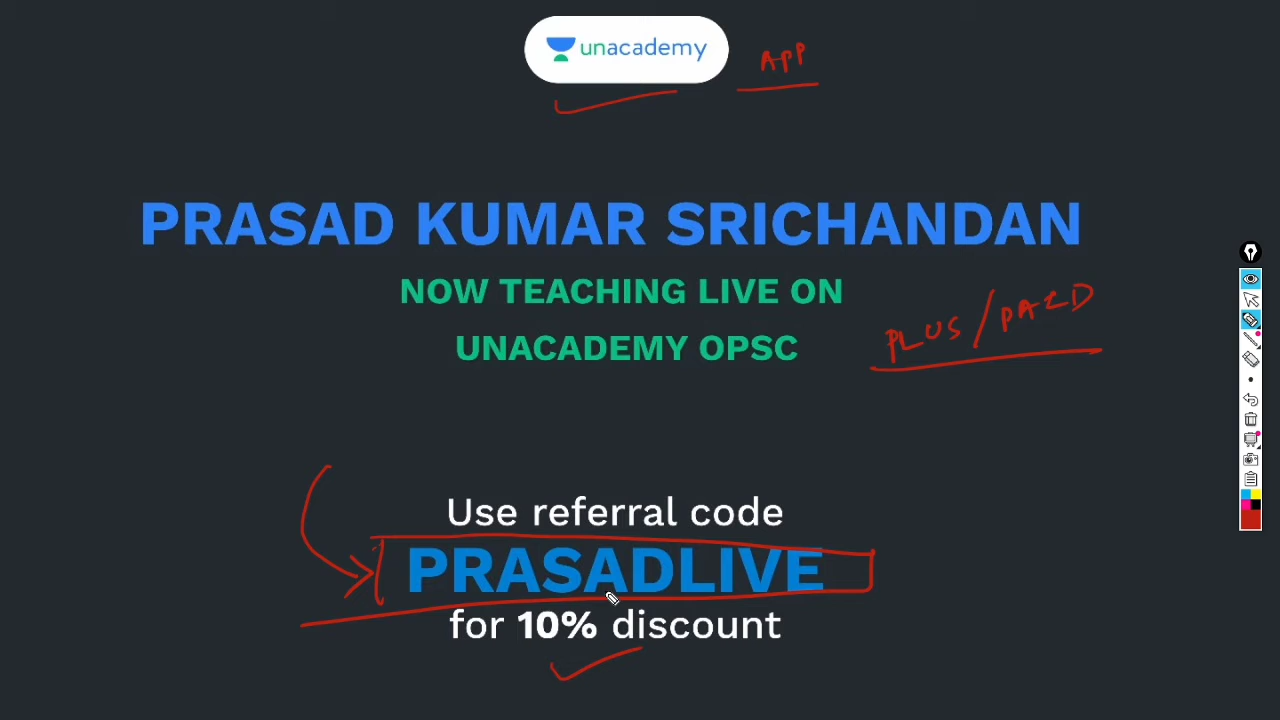 unacademy
APP
PRASAD KUMAR SRICHANDAN
NOW TEACHING LIVE ON
UNACADEMY OPSC
PLUS/PAID
Use referral code
PRASADLIVE
for 10% discount